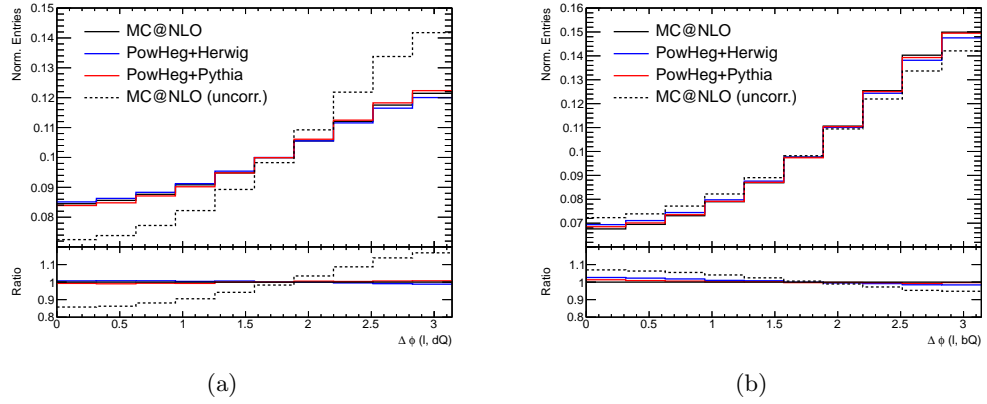 Norm. Entries
0.15
0.14
0.13
0.12
0.11
0.1
0.09
0.08
MC@NLO
PowHeg+Herwig
PowHeg+Pythia
MC@NLO (uncorr.)
Ratio
1.1
1
0.9
0.8
0 0.5 1 1.5 2 2.5 3
Δ ϕ (l, dQ)
(a)
Norm. Entries
0.16
0.15
0.14
0.13
0.12
0.11
0.1
0.09
0.08
0.07
MC@NLO
PowHeg+Herwig
PowHeg+Pythia
MC@NLO (uncorr.)
Ratio
1.1
1
0.9
0.8
0 0.5 1 1.5 2 2.5 3
Δ ϕ (l, bQ)
(b)